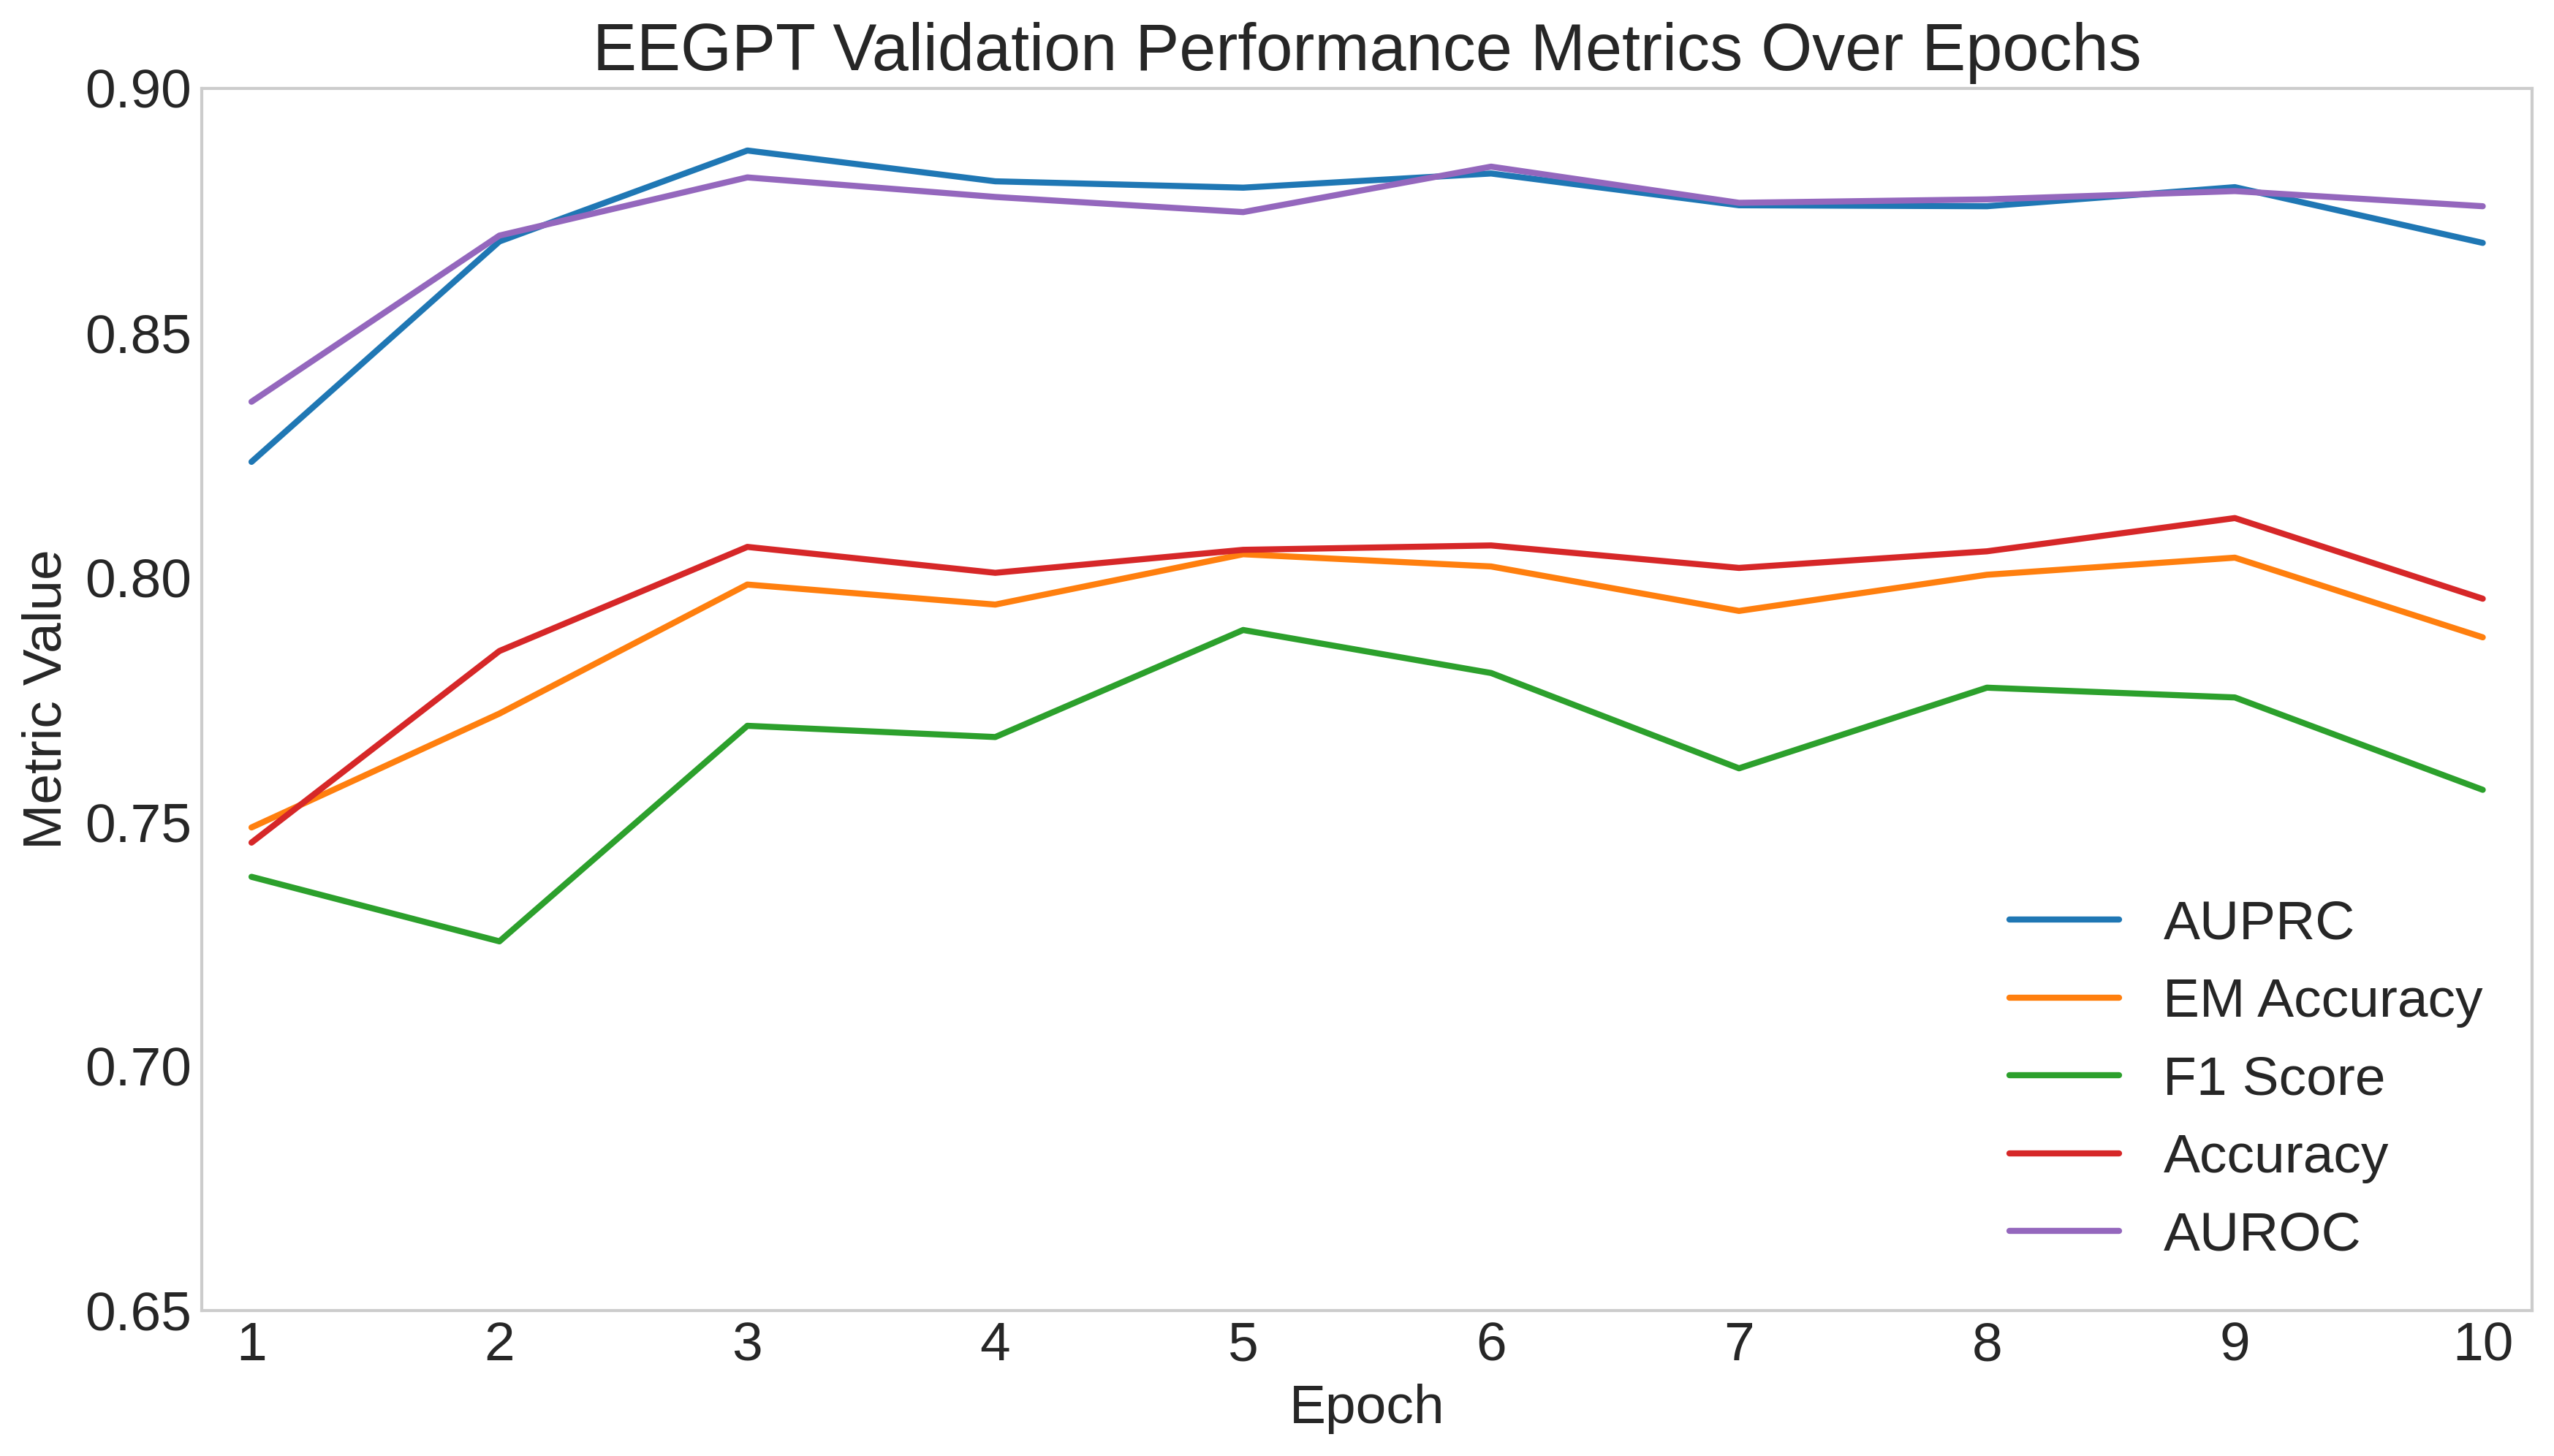 EEGPT Validation Performance Metrics Over Epochs
0.90
0.85
0.80
0.75
0.70
0.65
Metric Value
AUPRC
EM Accuracy
F1 Score
Accuracy
AUROC
1 2 3 4 5 6 7 8 9 10
Epoch